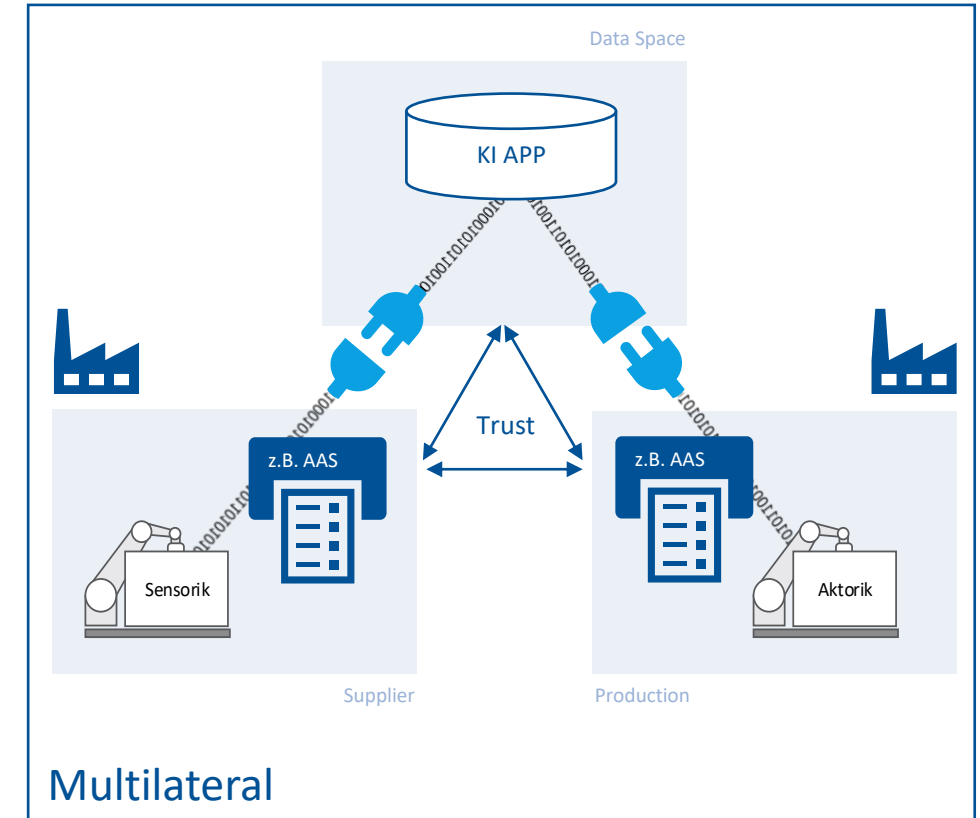 Data Space
KI APP
Trust
z.B. AAS
z.B. AAS
Sensorik
Aktorik
Supplier
Production
Multilateral